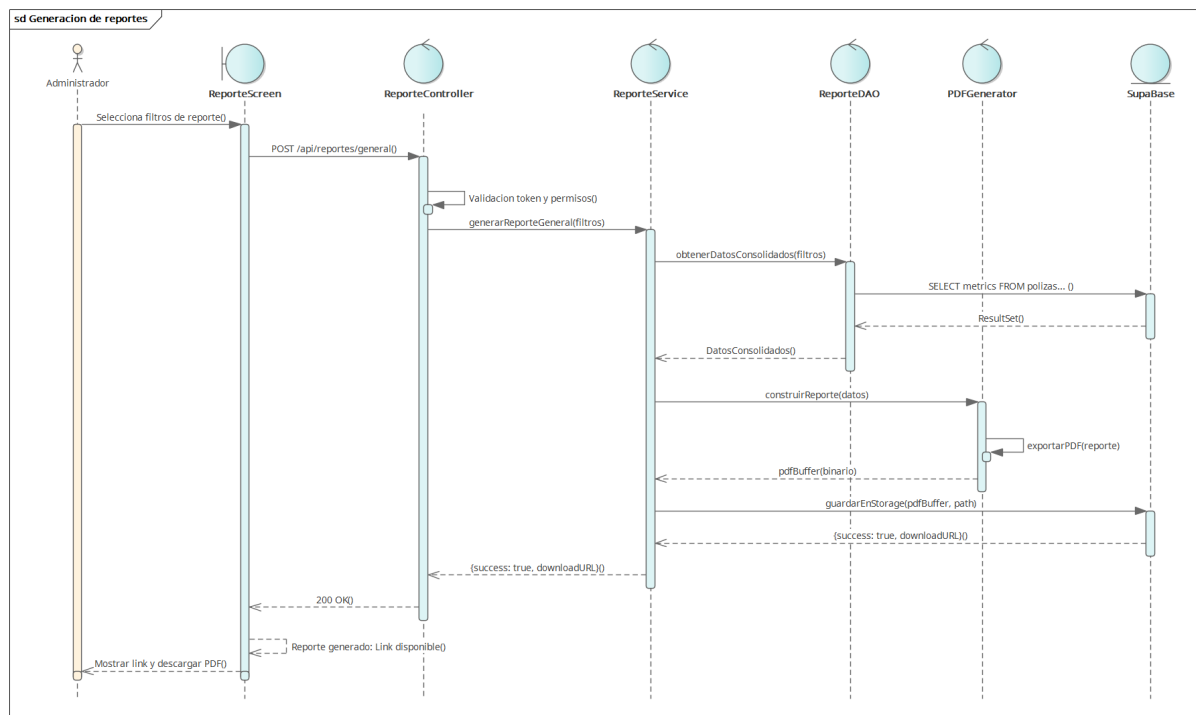 sd Generacion de reportes
Administrador
ReporteScreen
ReporteController
ReporteService
ReporteDAO
PDFGenerator
SupaBase
Selecciona filtros de reporte()
POST /api/reportes/general()
Validacion token y permisos()
generarReporteGeneral(filtros)
obtenerDatosConsolidados(filtros)
SELECT metrics FROM polizas... ()
ResultSet()
DatosConsolidados()
construirReporte(datos)
exportarPDF(reporte)
pdfBuffer(binario)
guardarEnStorage(pdfBuffer, path)
{success: true, downloadURL}()
{success: true, downloadURL}()
200 OK()
Reporte generado: Link disponible()
Mostrar link y descargar PDF()